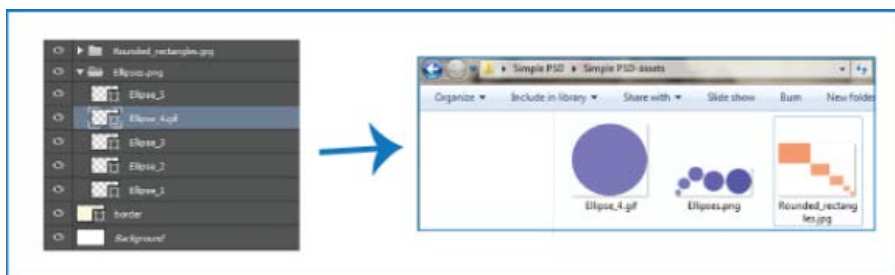 Rounded_rectangles.jpg
Ellipses.png
Ellipse_5
Ellipse_4.gif
Ellipse_3
Ellipse_2
Ellipse_1
border
Background
Simple PSD ▸ Simple PSD-assets
Organize ▾ Include in library ▾ Share with ▾ Slide show Burn New folde
Ellipse_4.gif
Ellipses.png
Rounded_rectang
les.jpg